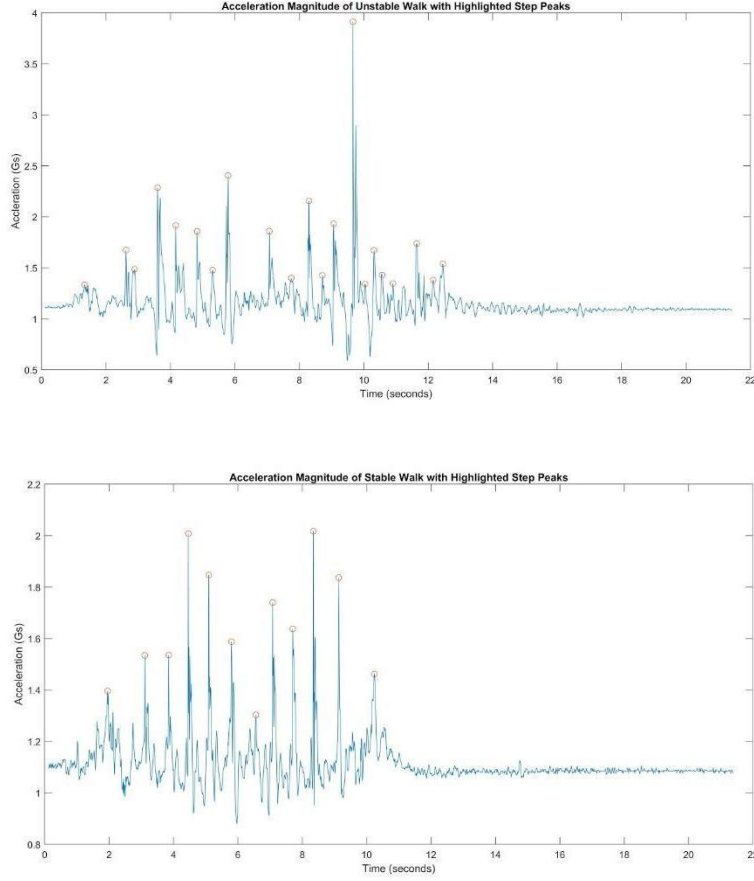 Acceleration Magnitude of Unstable Walk with Highlighted Step Peaks
4
3.5
3
2.5
2
1.5
1
0.5
Accleration (Gs)
0 2 4 6 8 10 12 14 16 18 20 22
Time (seconds)
Acceleration Magnitude of Stable Walk with Highlighted Step Peaks
2.2
2
1.8
1.6
1.4
1.2
1
0.8
Acceleration (Gs)
0 2 4 6 8 10 12 14 16 18 20 22
Time (seconds)